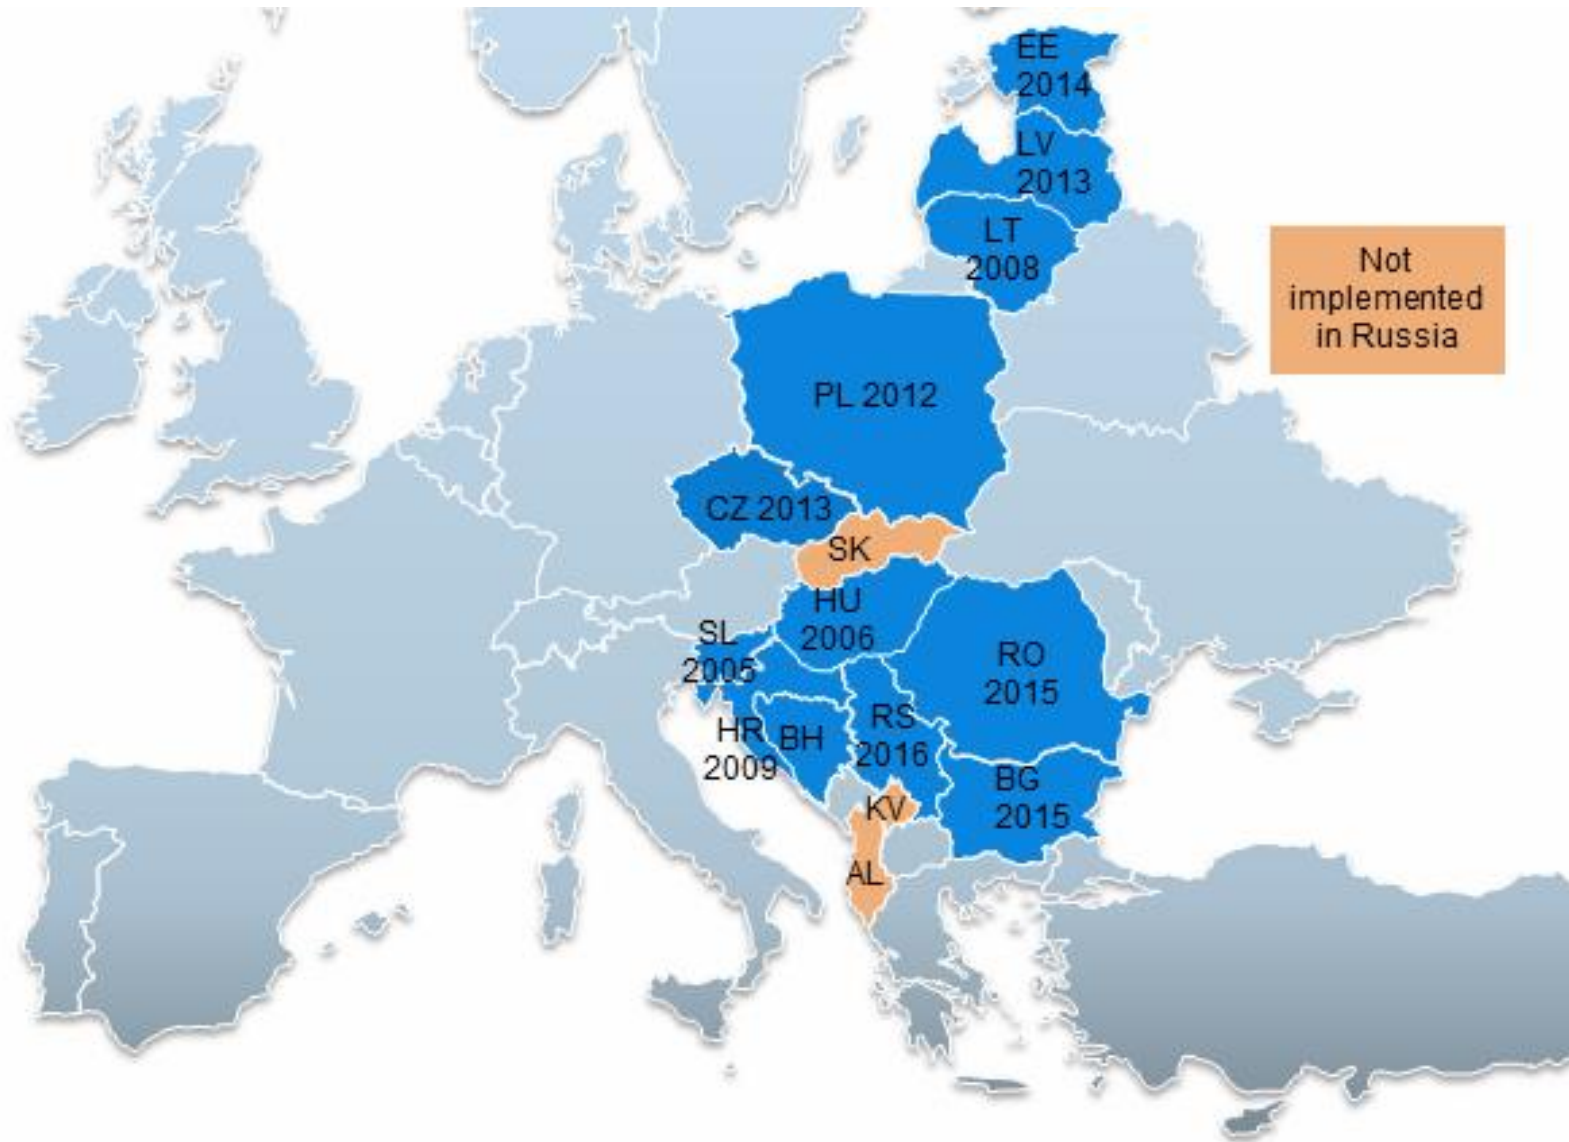 EE
2014
LV
2013
LT
2008
Not
implemented
in Russia
PL 2012
CZ 2013
SK
HU
2006
SL
2005
RO
2015
HR
2009
BH
RS
2016
BG
2015
KV
AL